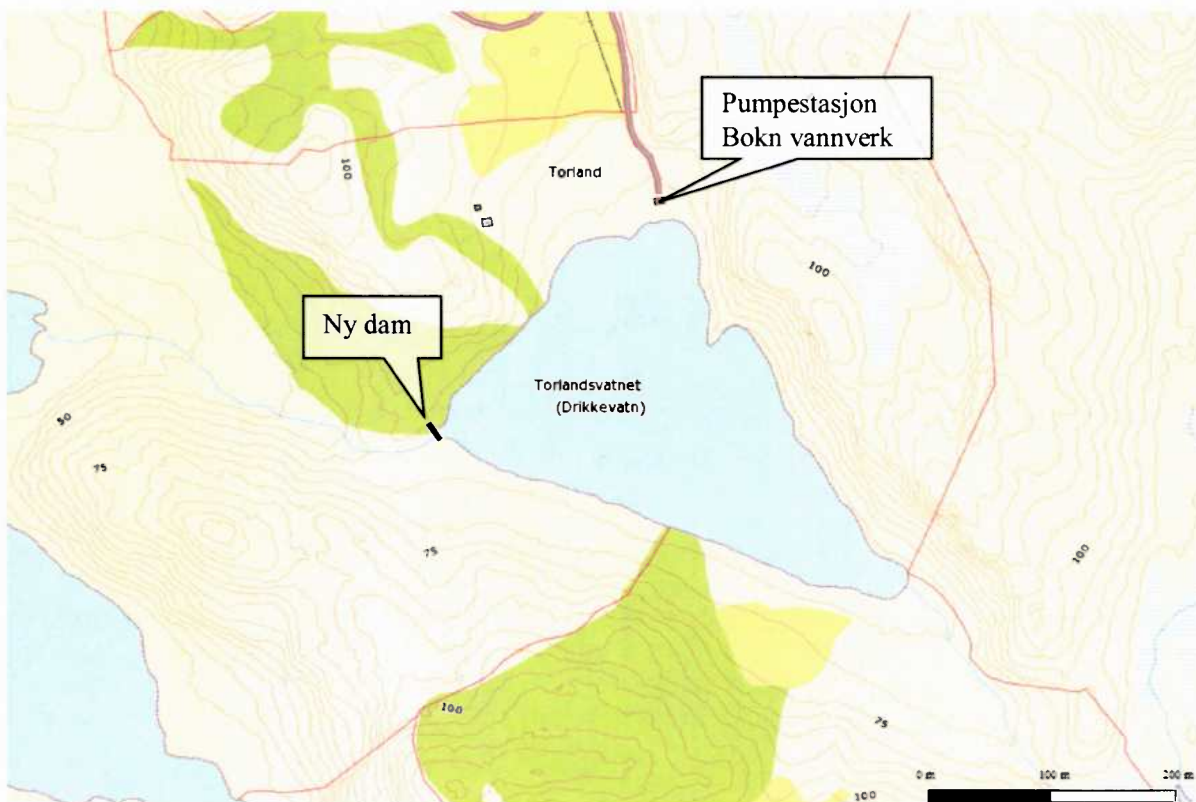 Pumpestasjon
Bokn vannverk
100
Torland
100
Ny dam
Torlandsvatnet
(Drikkevatn)
50
75
75
100
100
75
100
0 m
100 m
200 m